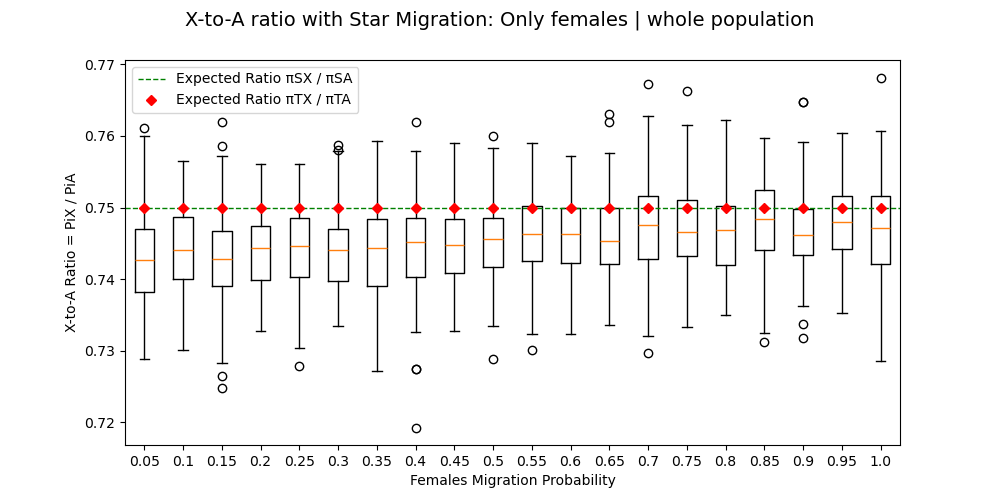 X-to-A ratio with Star Migration: Only females | whole population
Expected Ratio πSX / πSA
Expected Ratio πTX / πTA
X-to-A Ratio = PiX / PiA
0.77
0.76
0.75
0.74
0.73
0.72
0.05 0.1 0.15 0.2 0.25 0.3 0.35 0.4 0.45 0.5 0.55 0.6 0.65 0.7 0.75 0.8 0.85 0.9 0.95 1.0
Females Migration Probability